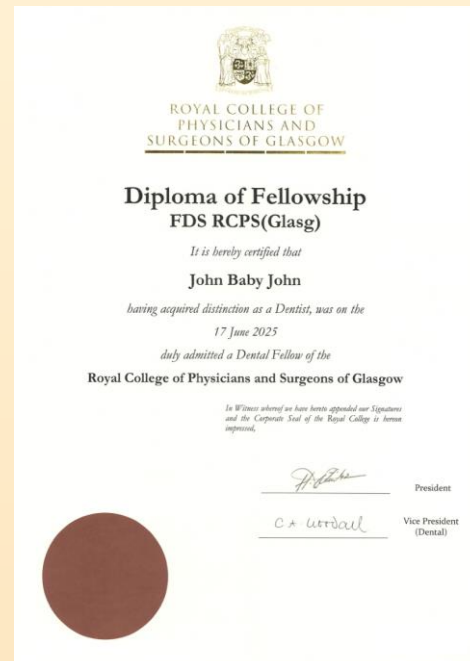 ROYAL COLLEGE OF
PHYSICIANS AND
SURGEONS OF GLASGOW
Diploma of Fellowship
FDS RCPS(Glasg)
It is hereby certified that
John Baby John
having acquired distinction as a Dentist, was on the
17 June 2025
duly admitted a Dental Fellow of the
Royal College of Physicians and Surgeons of Glasgow
In Witness whereof we have hereto appended our Signatures
and the Corporate Seal of the Royal College is hereon
impressed,
President
C A Woodall
Vice President
(Dental)